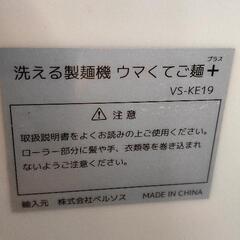 プラス
洗える製麺機 ウマくてご麺+
VS-KE19
⚠ 注意
取扱説明書をよくお読みの上ご使用ください。
ローラー部分に髪や手、衣類等を巻き込まれ
ないようご注意ください。
輸入元 株式会社ベルソス MADE IN CHINA